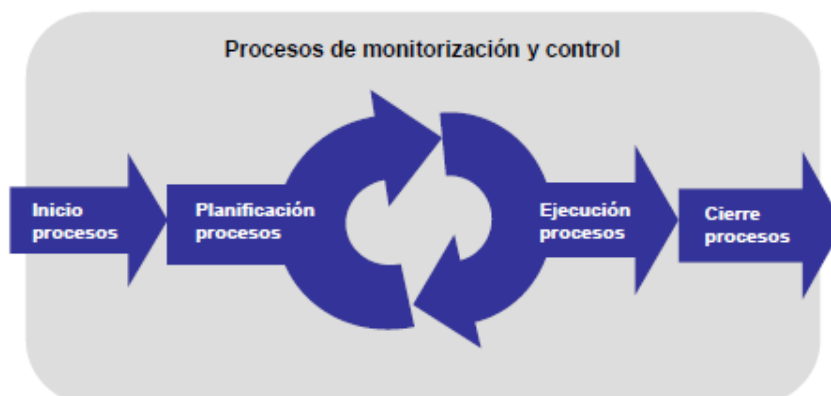 Procesos de monitorización y control
Inicio
procesos
Planificación
procesos
Ejecución
procesos
Cierre
procesos